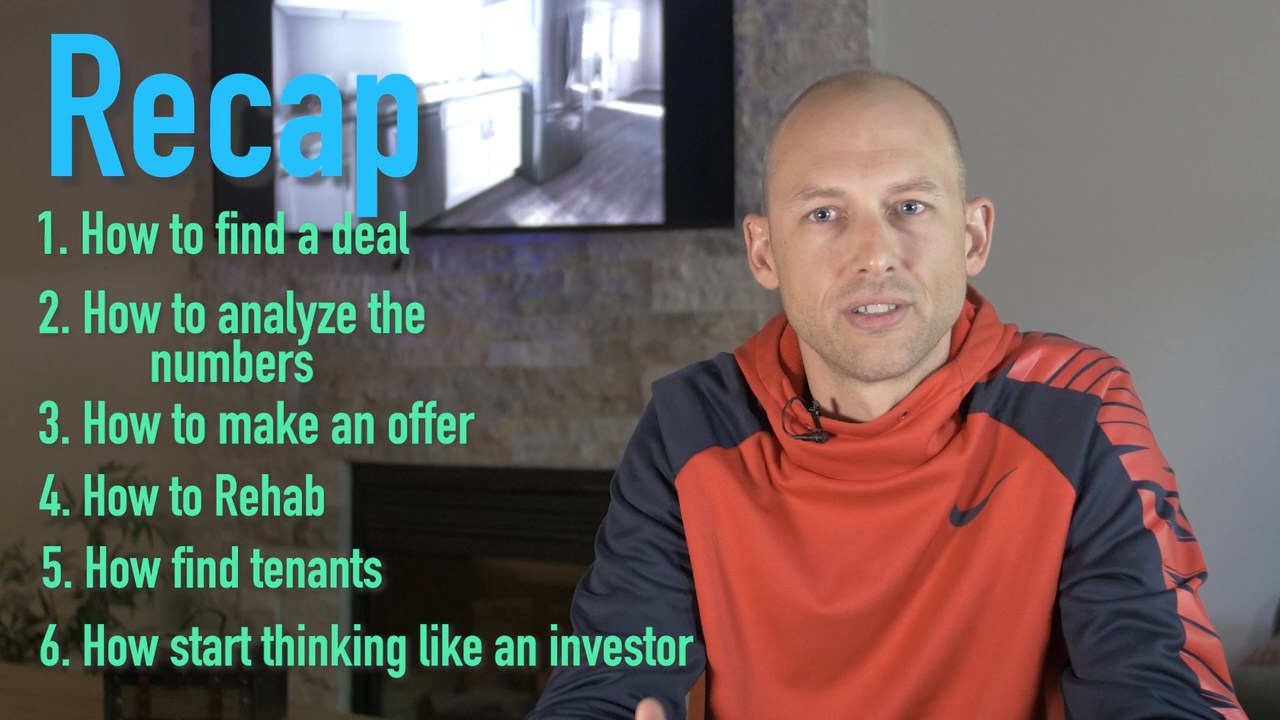 Recap
1. How to find a deal
2. How to analyze the
numbers
3. How to make an offer
4. How to Rehab
5. How find tenants
6. How start thinking like an investor